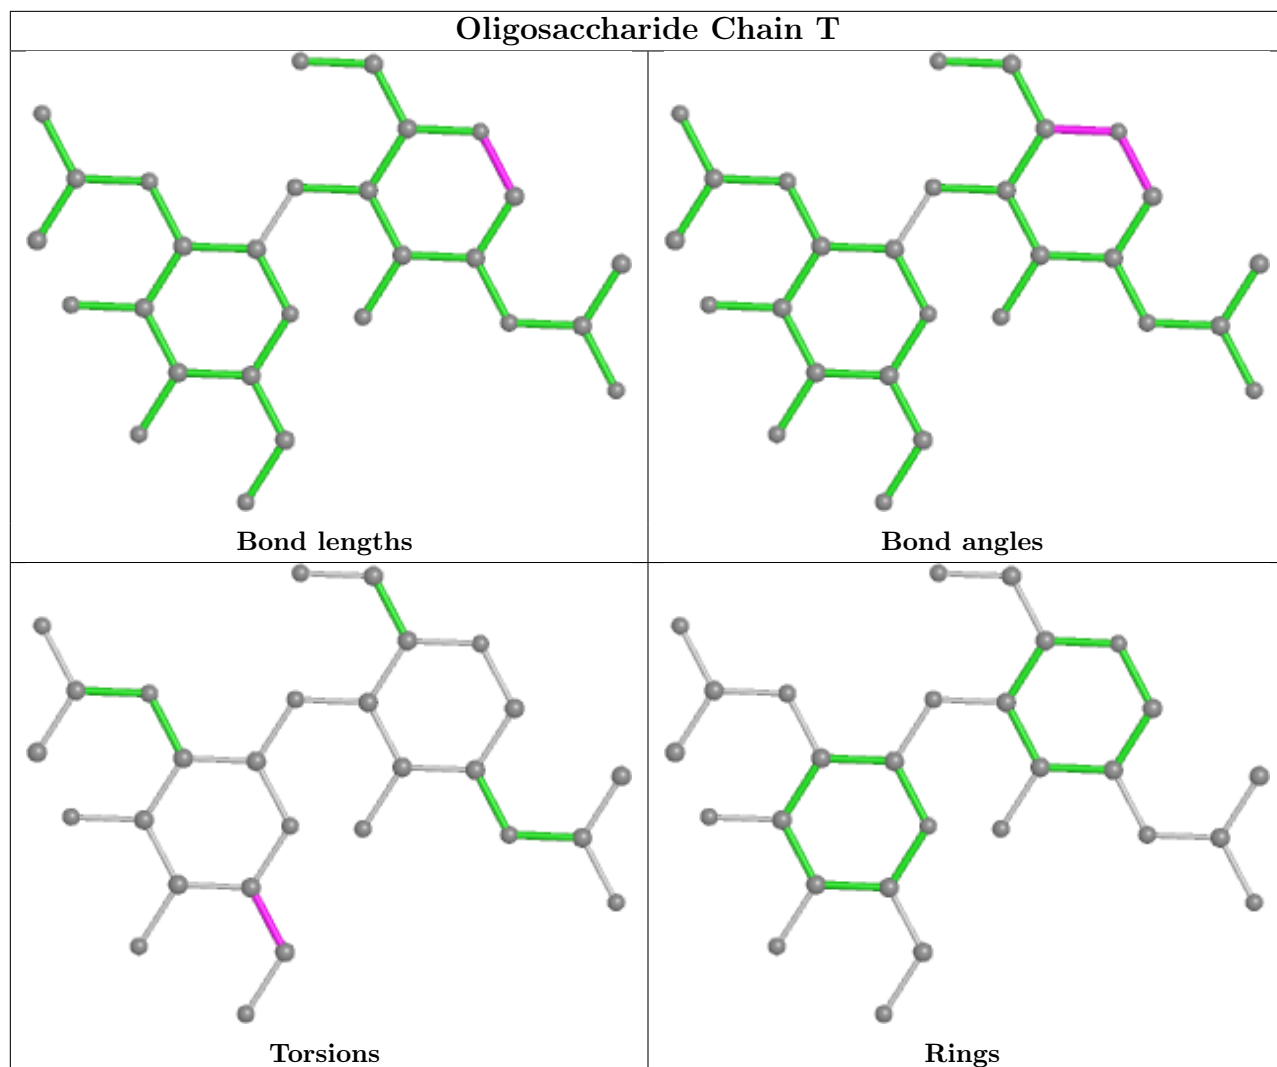 Oligosaccharide Chain T
Bond lengths
Bond angles
Torsions
Rings